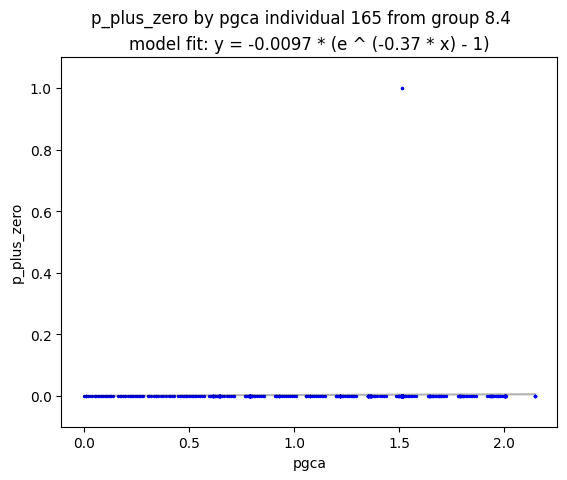 p_plus_zero by pgca individual 165 from group 8.4
model fit: y = -0.0097 * (e ^ (-0.37 * x) - 1)
1.0
0.8
0.6
0.4
0.2
0.0
p_plus_zero
0.0 0.5 1.0 1.5 2.0
pgca